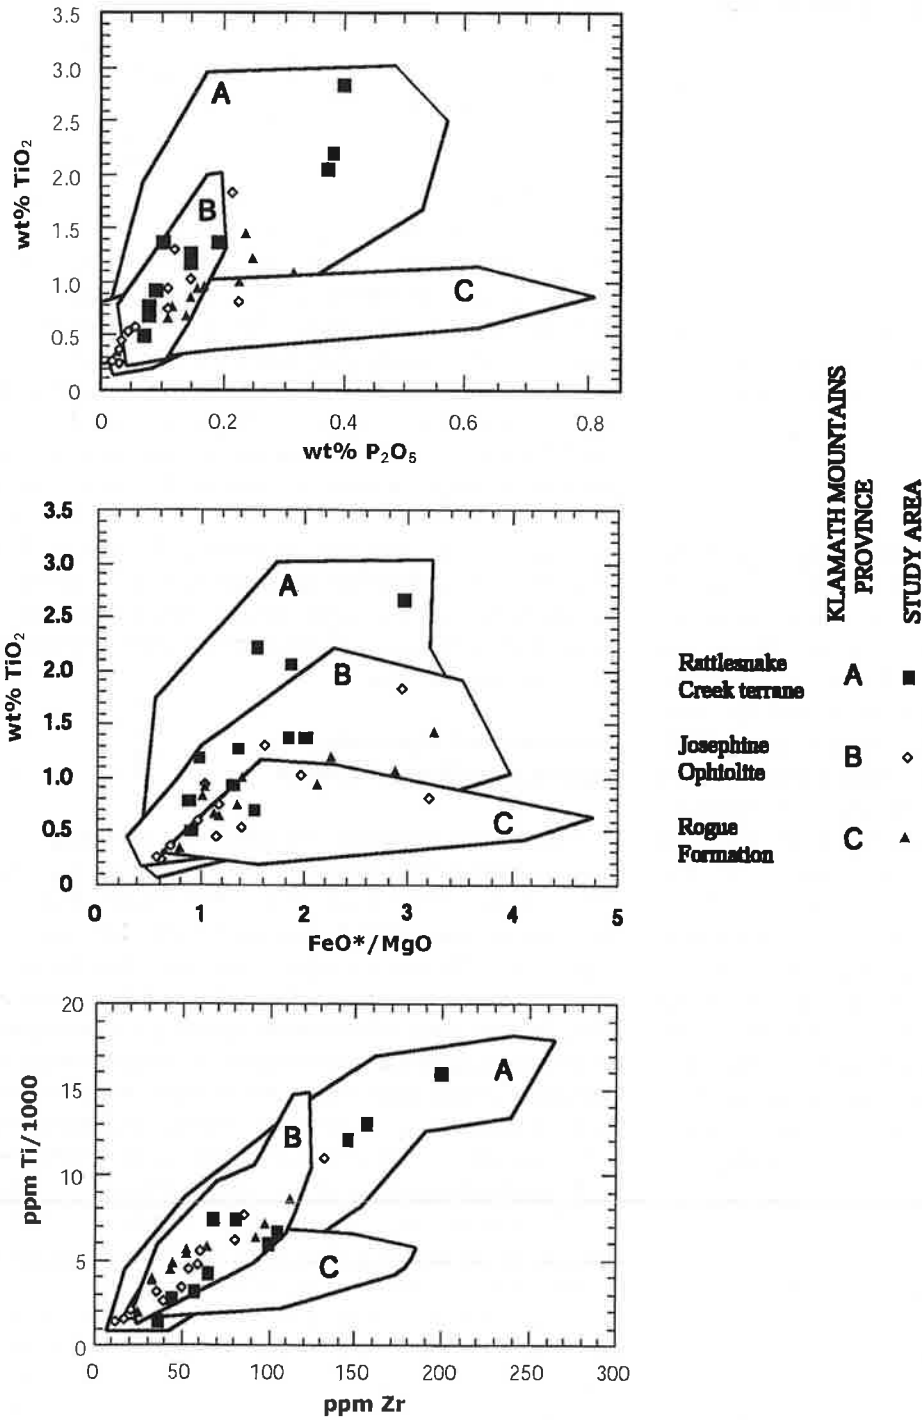 3.5
3.0
2.5
2.0
1.5
1.0
0.5
0
wt% TiO₂
A
B
C
0 0.2 0.4 0.6 0.8
wt% P₂O₅
3.5
3.0
2.5
2.0
1.5
1.0
0.5
0
wt% TiO₂
A
B
C
0 1 2 3 4 5
FeO*/MgO
KLAMATH MOUNTAINS
PROVINCE
STUDY AREA
Rattlesnake
Creek terrane A
Josephine
Ophiolite B
Rogue
Formation C
20
15
10
5
0
ppm Ti/1000
A
B
C
0 50 100 150 200 250 300
ppm Zr